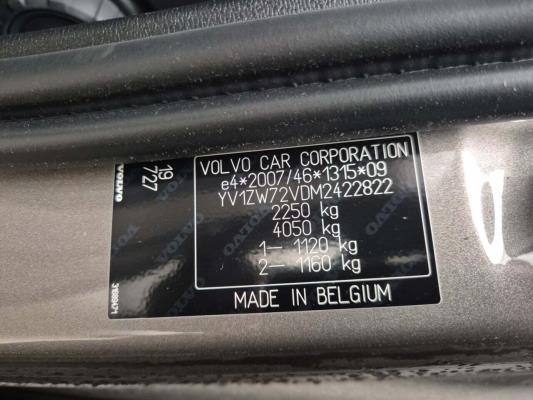 VOLVO CAR CORPORATION
e4*2007/46*1315*09
YV1ZW72VDM2422822
2250 kg
4050 kg
1– 1120 kg
2– 1160 kg
MADE IN BELGIUM
19
727
VOLVO